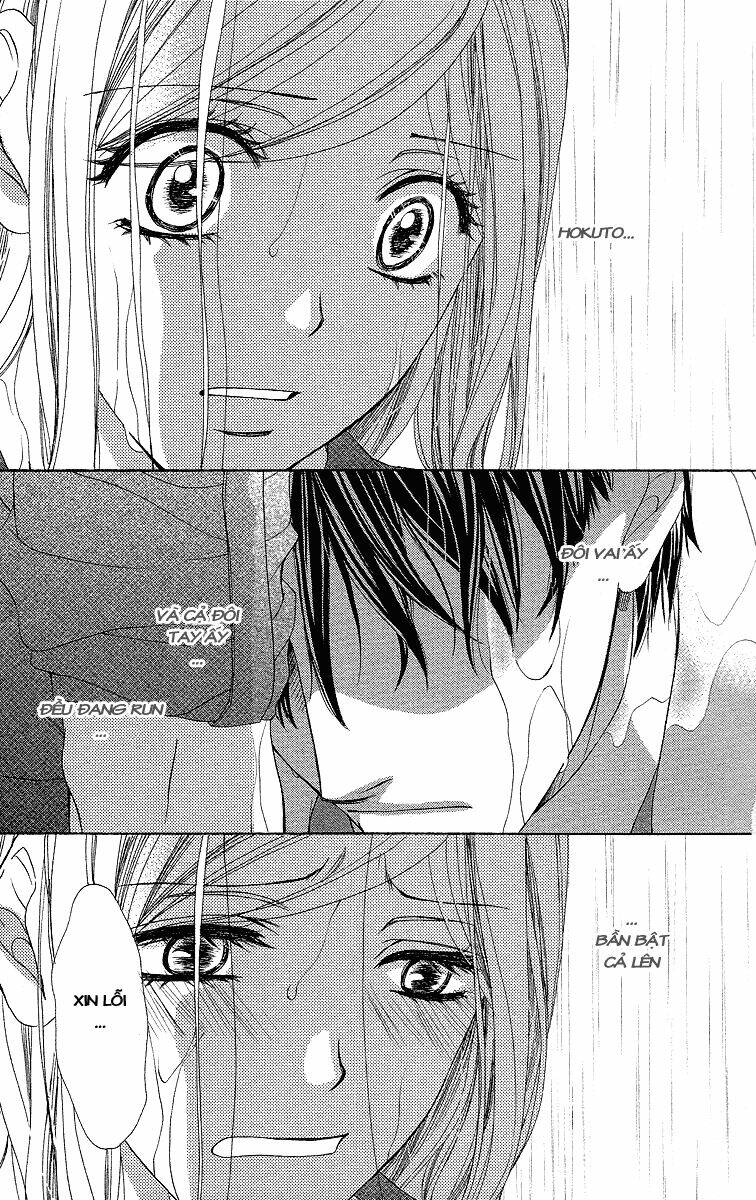 HOKUTO...
ĐÔI VAI ẤY
...
VÀ CẢ ĐÔI
TAY ẤY
...
ĐỀU ĐANG RUN
...
...
BẦN BẬT
CẢ LÊN
XIN LỖI
...